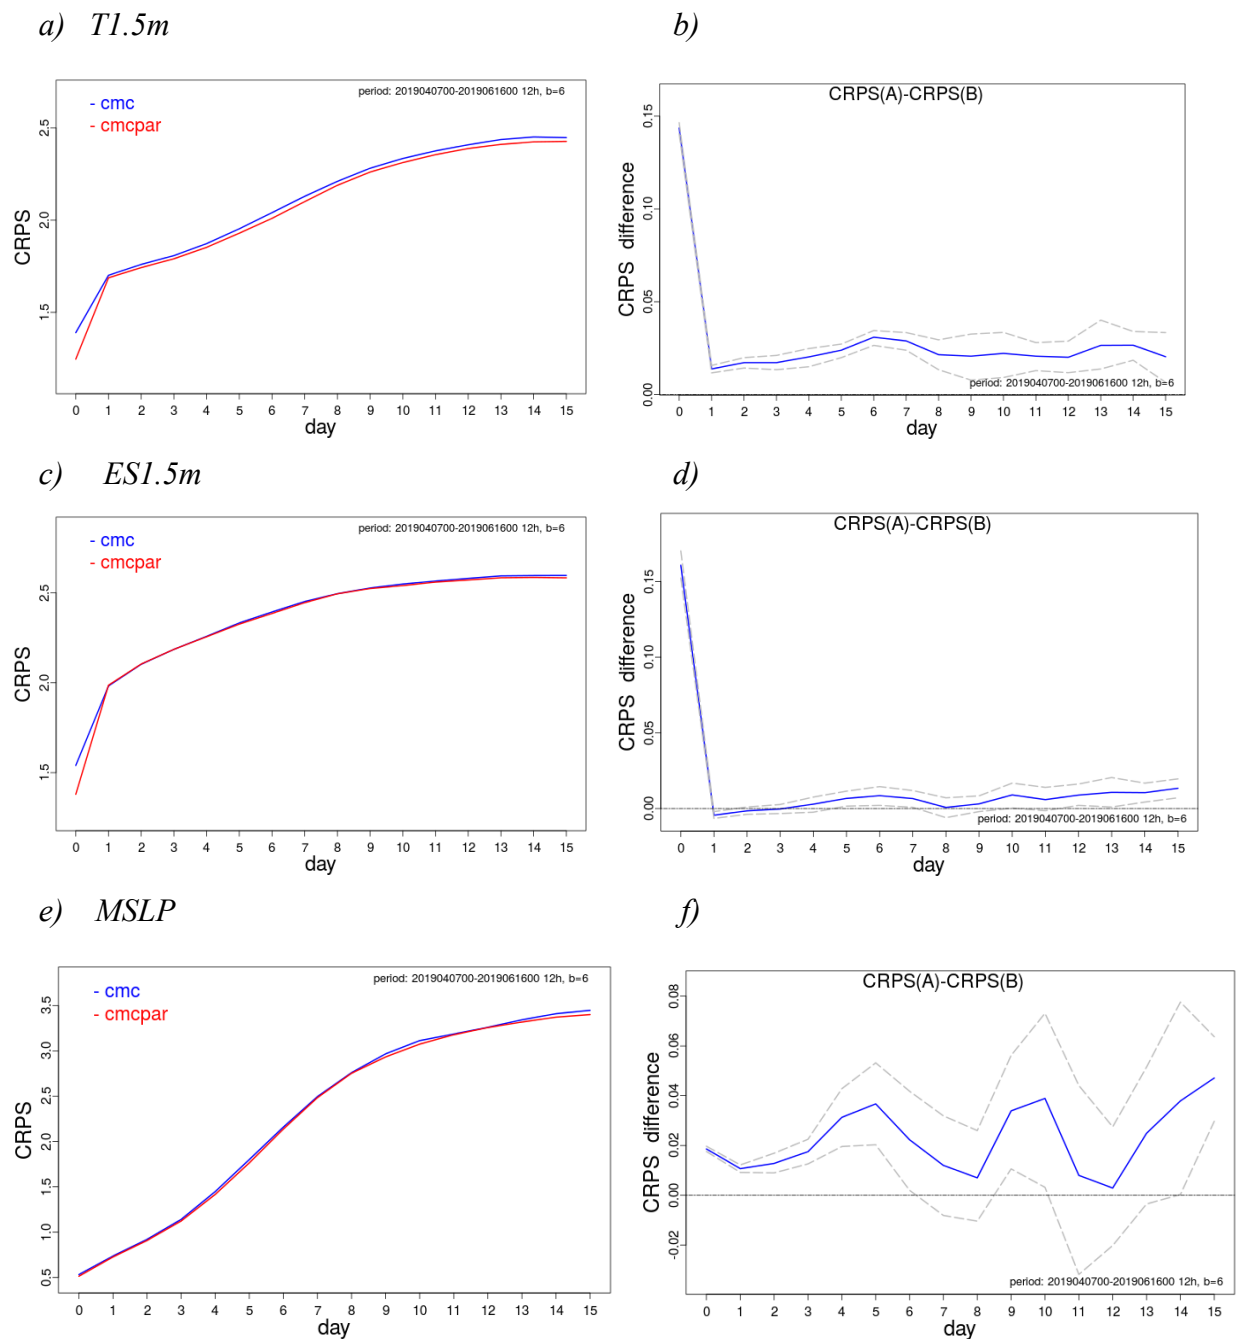 a) T1.5m
b)
period: 2019040700-2019061600 12h, b=6
- cmc
- cmcpar
CRPS
2.5
2.0
1.5
0 1 2 3 4 5 6 7 8 9 10 11 12 13 14 15
day
CRPS(A)-CRPS(B)
CRPS difference
0.15
0.10
0.05
0.00
period: 2019040700-2019061600 12h, b=6
0 1 2 3 4 5 6 7 8 9 10 11 12 13 14 15
day
c) ES1.5m
d)
period: 2019040700-2019061600 12h, b=6
- cmc
- cmcpar
CRPS
2.5
2.0
1.5
0 1 2 3 4 5 6 7 8 9 10 11 12 13 14 15
day
CRPS(A)-CRPS(B)
CRPS difference
0.15
0.10
0.05
0.00
period: 2019040700-2019061600 12h, b=6
0 1 2 3 4 5 6 7 8 9 10 11 12 13 14 15
day
e) MSLP
f)
period: 2019040700-2019061600 12h, b=6
- cmc
- cmcpar
CRPS
3.5
3.0
2.5
2.0
1.5
1.0
0.5
0 1 2 3 4 5 6 7 8 9 10 11 12 13 14 15
day
CRPS(A)-CRPS(B)
CRPS difference
0.08
0.06
0.04
0.02
0.00
-0.02
period: 2019040700-2019061600 12h, b=6
0 1 2 3 4 5 6 7 8 9 10 11 12 13 14 15
day